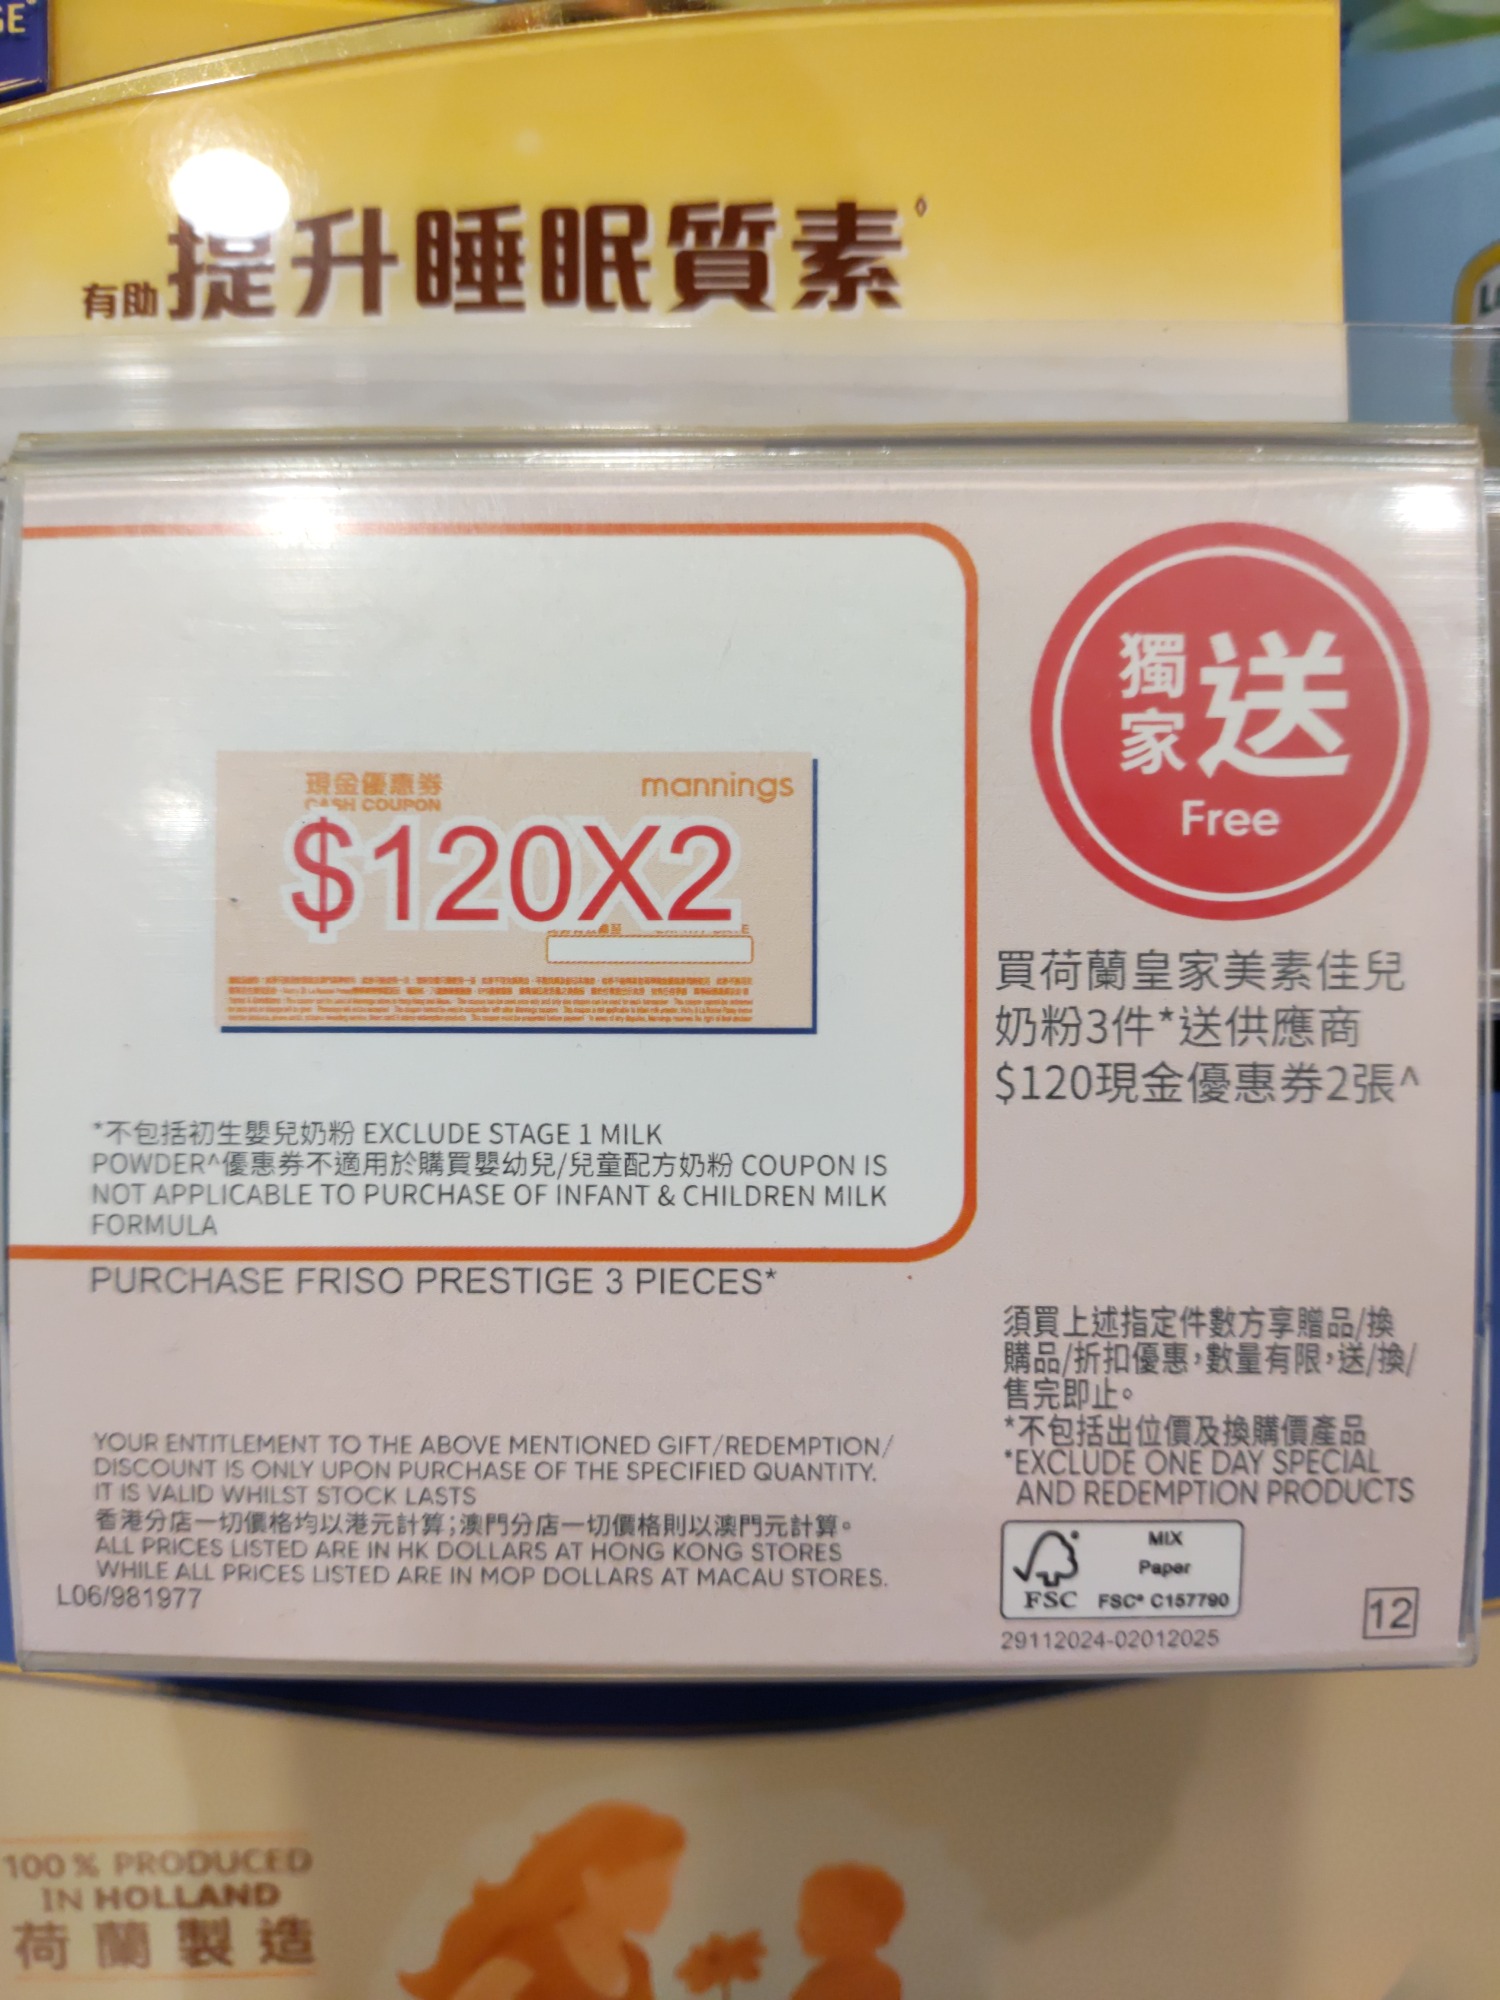 GE
有助提升睡眠質素◊
現金優惠券
CASH COUPON
mannings
$120X2
獨家送
Free
買荷蘭皇家美素佳兒
奶粉3件*送供應商
$120現金優惠券2張^
*不包括初生嬰兒奶粉 EXCLUDE STAGE 1 MILK
POWDER^優惠券不適用於購買嬰幼兒/兒童配方奶粉 COUPON IS
NOT APPLICABLE TO PURCHASE OF INFANT & CHILDREN MILK
FORMULA
PURCHASE FRISO PRESTIGE 3 PIECES*
須買上述指定件數方享贈品/換
購品/折扣優惠，數量有限，送/換/
售完即止。
*不包括出位價及換購價產品
*EXCLUDE ONE DAY SPECIAL
AND REDEMPTION PRODUCTS
YOUR ENTITLEMENT TO THE ABOVE MENTIONED GIFT/REDEMPTION/
DISCOUNT IS ONLY UPON PURCHASE OF THE SPECIFIED QUANTITY.
IT IS VALID WHILST STOCK LASTS
香港分店一切價格均以港元計算；澳門分店一切價格則以澳門元計算。
ALL PRICES LISTED ARE IN HK DOLLARS AT HONG KONG STORES
WHILE ALL PRICES LISTED ARE IN MOP DOLLARS AT MACAU STORES.
L06/981977
FSC
MIX
Paper
FSC® C157790
29112024-02012025
12
100% PRODUCED
IN HOLLAND
荷蘭製造